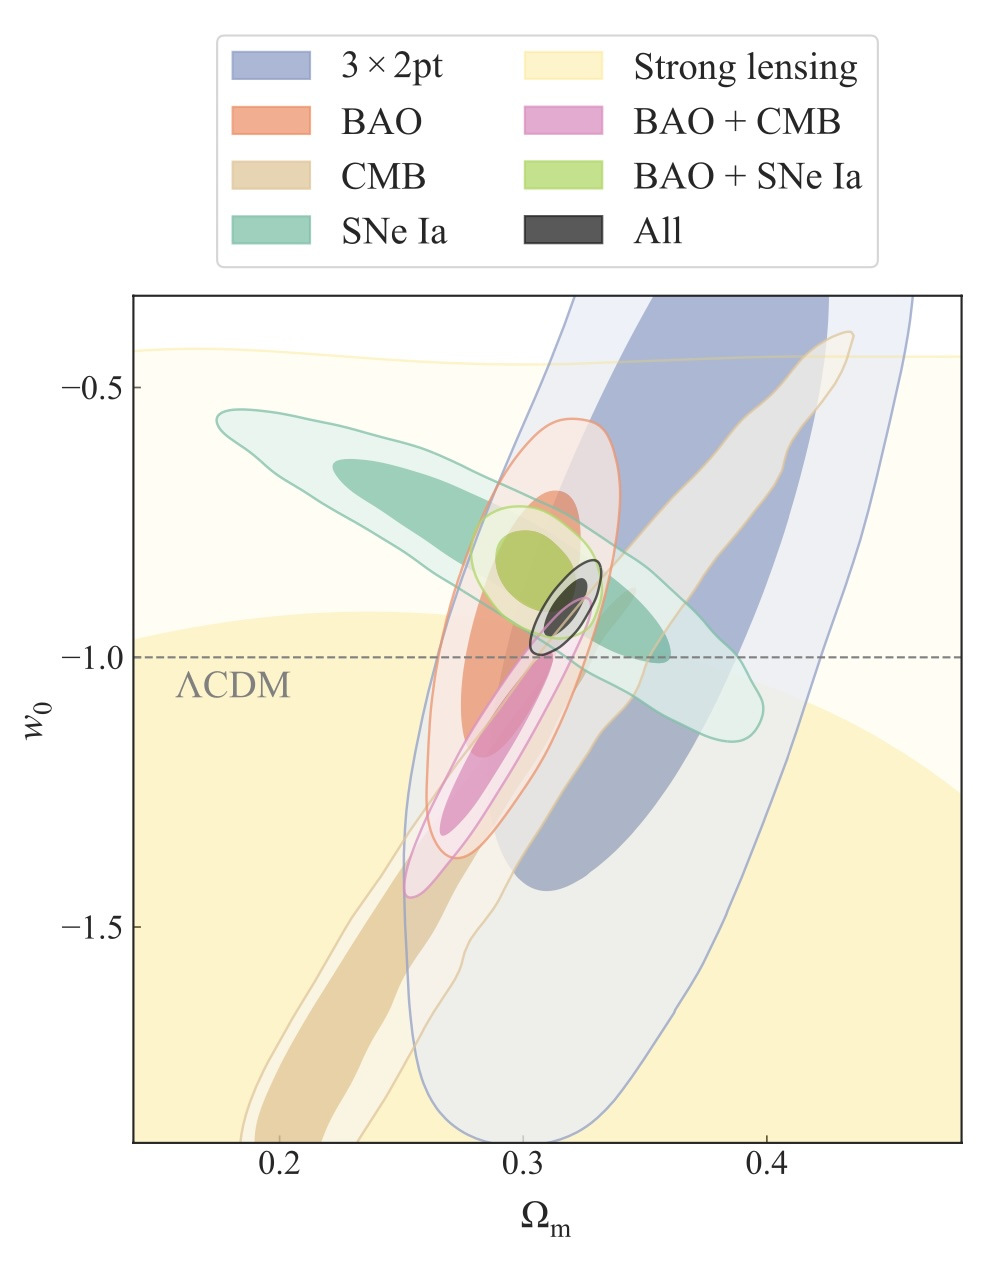 3 × 2pt
BAO
CMB
SNe Ia
Strong lensing
BAO + CMB
BAO + SNe Ia
All
−0.5
−1.0
−1.5
w₀
ΛCDM
0.2 0.3 0.4
Ωₘ